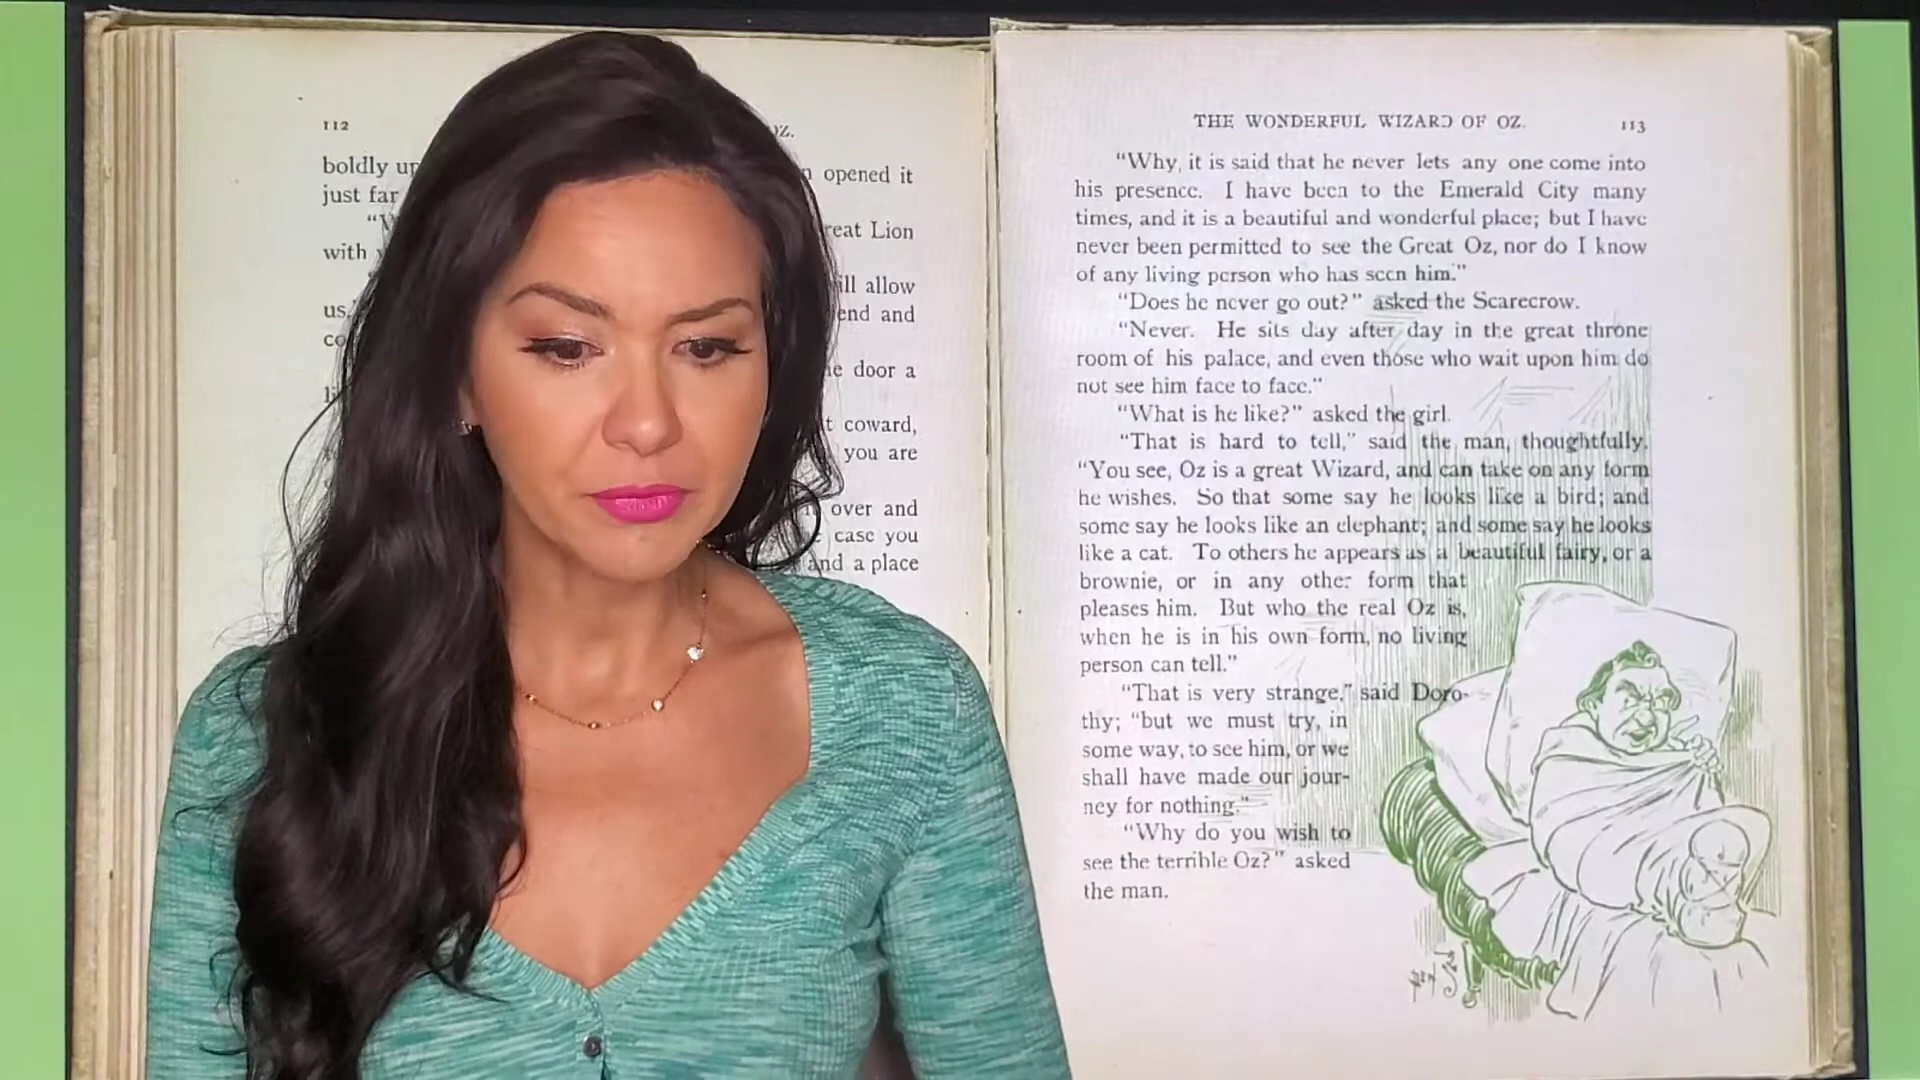 112
boldly up
just far
with
us.
OZ.
opened it
reat Lion
ill allow
end and
e door a
t coward,
you are
over and
case you
and a place
THE WONDERFUL WIZARD OF OZ. 113
"Why, it is said that he never lets any one come into
his presence. I have been to the Emerald City many
times, and it is a beautiful and wonderful place; but I have
never been permitted to see the Great Oz, nor do I know
of any living person who has seen him."
"Does he never go out?" asked the Scarecrow.
"Never. He sits day after day in the great throne
room of his palace, and even those who wait upon him do
not see him face to face."
"What is he like?" asked the girl.
"That is hard to tell," said the man, thoughtfully.
"You see, Oz is a great Wizard, and can take on any form
he wishes. So that some say he looks like a bird; and
some say he looks like an elephant; and some say he looks
like a cat. To others he appears as a beautiful fairy, or a
brownie, or in any other form that
pleases him. But who the real Oz is,
when he is in his own form, no living
person can tell."
"That is very strange," said Doro-
thy; "but we must try, in
some way, to see him, or we
shall have made our jour-
ney for nothing."
"Why do you wish to
see the terrible Oz?" asked
the man.